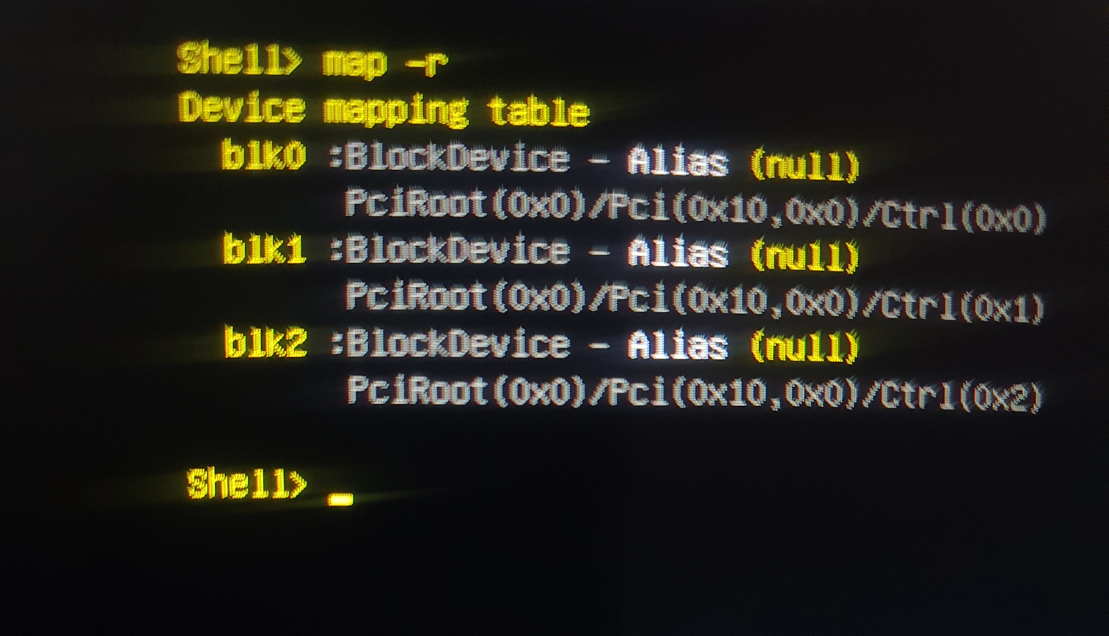 Shell> map -r
Device mapping table
blk0 :BlockDevice - Alias (null)
PciRoot(0x0)/Pci(0x10,0x0)/Ctrl(0x0)
blk1 :BlockDevice - Alias (null)
PciRoot(0x0)/Pci(0x10,0x0)/Ctrl(0x1)
blk2 :BlockDevice - Alias (null)
PciRoot(0x0)/Pci(0x10,0x0)/Ctrl(0x2)
Shell> _